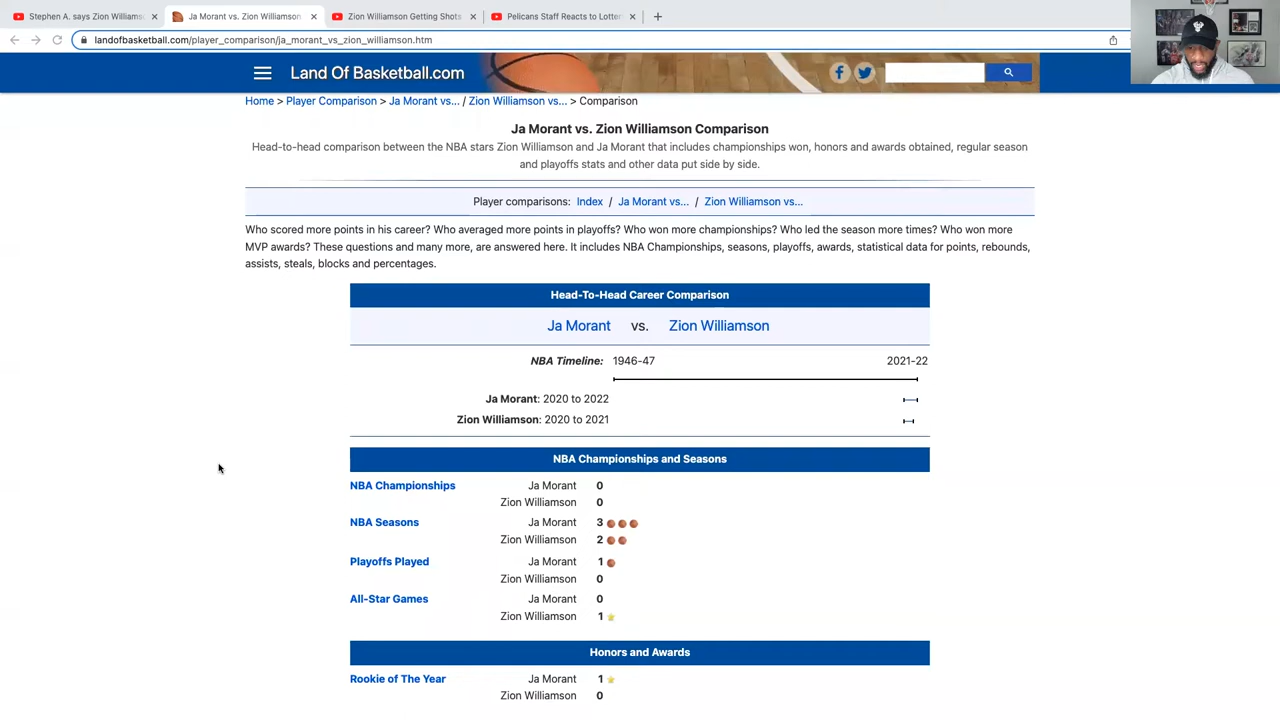 Stephen A. says Zion Williams
Ja Morant vs. Zion Williamson
Zion Williamson Getting Shots
Pelicans Staff Reacts to Lotter
landofbasketball.com/player_comparison/ja_morant_vs_zion_williamson.htm
Land Of Basketball.com
Home > Player Comparison > Ja Morant vs... / Zion Williamson vs... > Comparison
Ja Morant vs. Zion Williamson Comparison
Head-to-head comparison between the NBA stars Zion Williamson and Ja Morant that includes championships won, honors and awards obtained, regular season
and playoffs stats and other data put side by side.
Player comparisons: Index / Ja Morant vs... / Zion Williamson vs...
Who scored more points in his career? Who averaged more points in playoffs? Who won more championships? Who led the season more times? Who won more
MVP awards? These questions and many more, are answered here. It includes NBA Championships, seasons, playoffs, awards, statistical data for points, rebounds,
assists, steals, blocks and percentages.
Head-To-Head Career Comparison
Ja Morant vs. Zion Williamson
NBA Timeline: 1946-47 2021-22
Ja Morant: 2020 to 2022
Zion Williamson: 2020 to 2021
NBA Championships and Seasons
NBA Championships Ja Morant 0
Zion Williamson 0
NBA Seasons Ja Morant 3
Zion Williamson 2
Playoffs Played Ja Morant 1
Zion Williamson 0
All-Star Games Ja Morant 0
Zion Williamson 1
Honors and Awards
Rookie of The Year Ja Morant 1
Zion Williamson 0